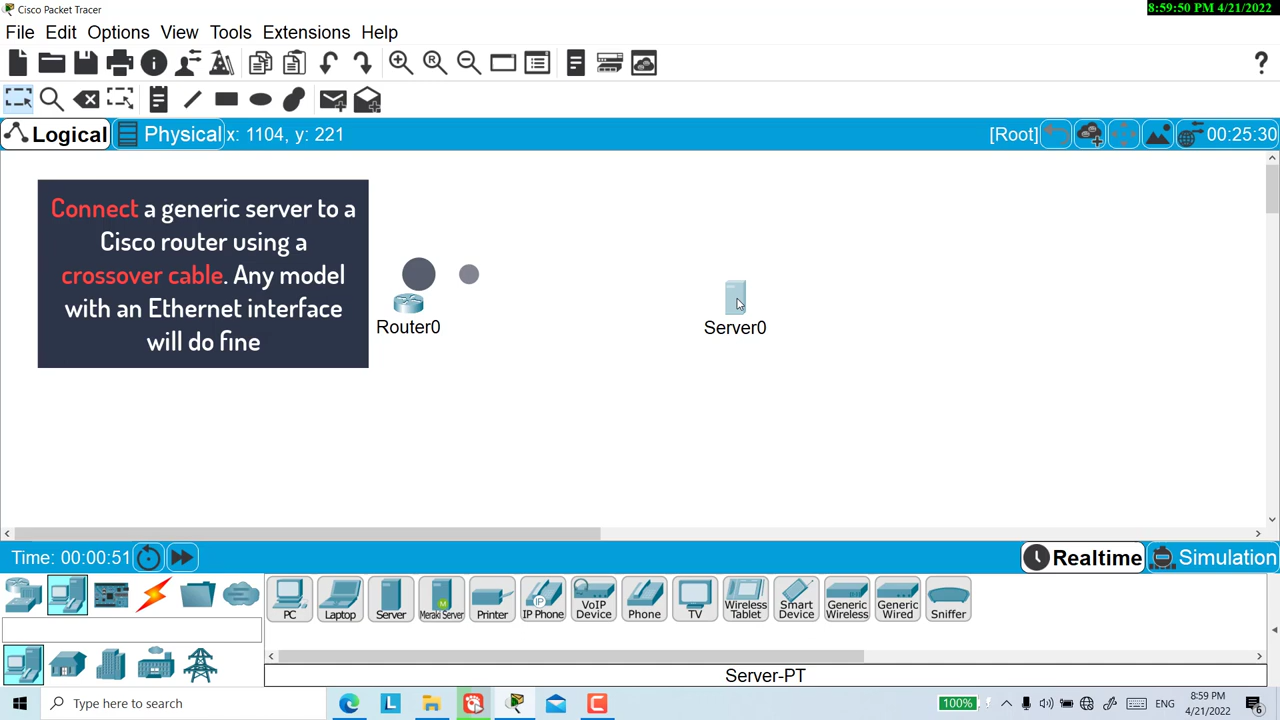 Cisco Packet Tracer
8:59:50 PM 4/21/2022
File Edit Options View Tools Extensions Help
Logical Physical x: 1104, y: 221 [Root] 00:25:30
Connect a generic server to a
Cisco router using a
crossover cable. Any model
with an Ethernet interface
will do fine
Router0
Server0
Time: 00:00:51 Realtime Simulation
PC Laptop Server Meraki Server Printer IP Phone VoIP Device Phone TV Wireless Tablet Smart Device Generic Wireless Generic Wired Sniffer
Server-PT
Type here to search
100%
ENG
8:59 PM
4/21/2022
6